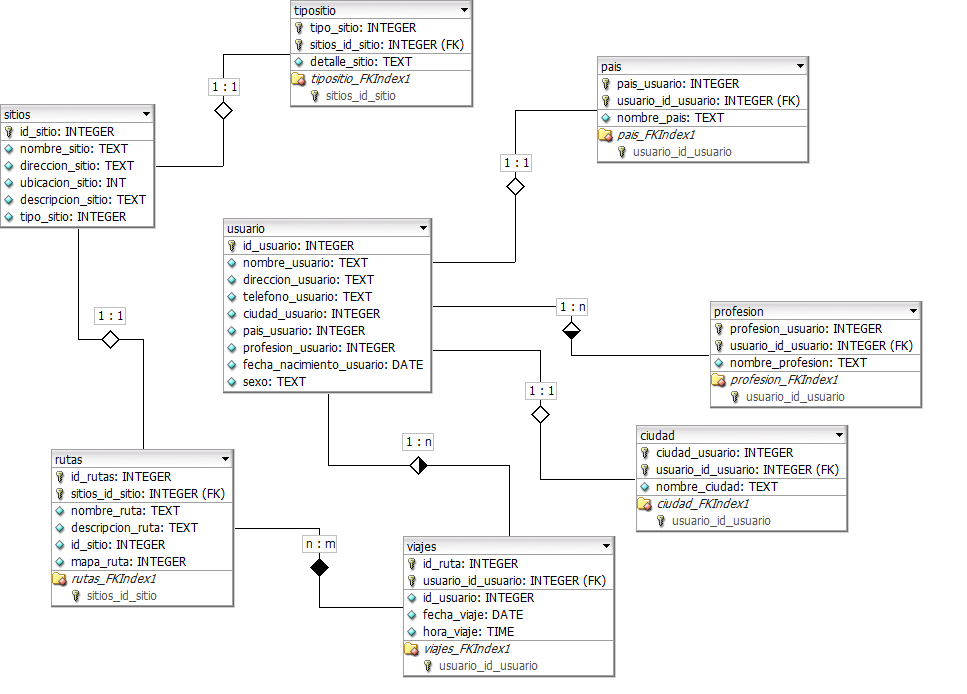 tipositio
tipo_sitio: INTEGER
sitios_id_sitio: INTEGER (FK)
detalle_sitio: TEXT
tipositio_FKIndex1
sitios_id_sitio
1 : 1
sitios
id_sitio: INTEGER
nombre_sitio: TEXT
direccion_sitio: TEXT
ubicacion_sitio: INT
descripcion_sitio: TEXT
tipo_sitio: INTEGER
pais
pais_usuario: INTEGER
usuario_id_usuario: INTEGER (FK)
nombre_pais: TEXT
pais_FKIndex1
usuario_id_usuario
1 : 1
usuario
id_usuario: INTEGER
nombre_usuario: TEXT
direccion_usuario: TEXT
telefono_usuario: TEXT
ciudad_usuario: INTEGER
pais_usuario: INTEGER
profesion_usuario: INTEGER
fecha_nacimiento_usuario: DATE
sexo: TEXT
1 : 1
1 : n
profesion
profesion_usuario: INTEGER
usuario_id_usuario: INTEGER (FK)
nombre_profesion: TEXT
profesion_FKIndex1
usuario_id_usuario
1 : 1
ciudad
ciudad_usuario: INTEGER
usuario_id_usuario: INTEGER (FK)
nombre_ciudad: TEXT
ciudad_FKIndex1
usuario_id_usuario
1 : n
rutas
id_rutas: INTEGER
sitios_id_sitio: INTEGER (FK)
nombre_ruta: TEXT
descripcion_ruta: TEXT
id_sitio: INTEGER
mapa_ruta: INTEGER
rutas_FKIndex1
sitios_id_sitio
n : m
viajes
id_ruta: INTEGER
usuario_id_usuario: INTEGER (FK)
id_usuario: INTEGER
fecha_viaje: DATE
hora_viaje: TIME
viajes_FKIndex1
usuario_id_usuario